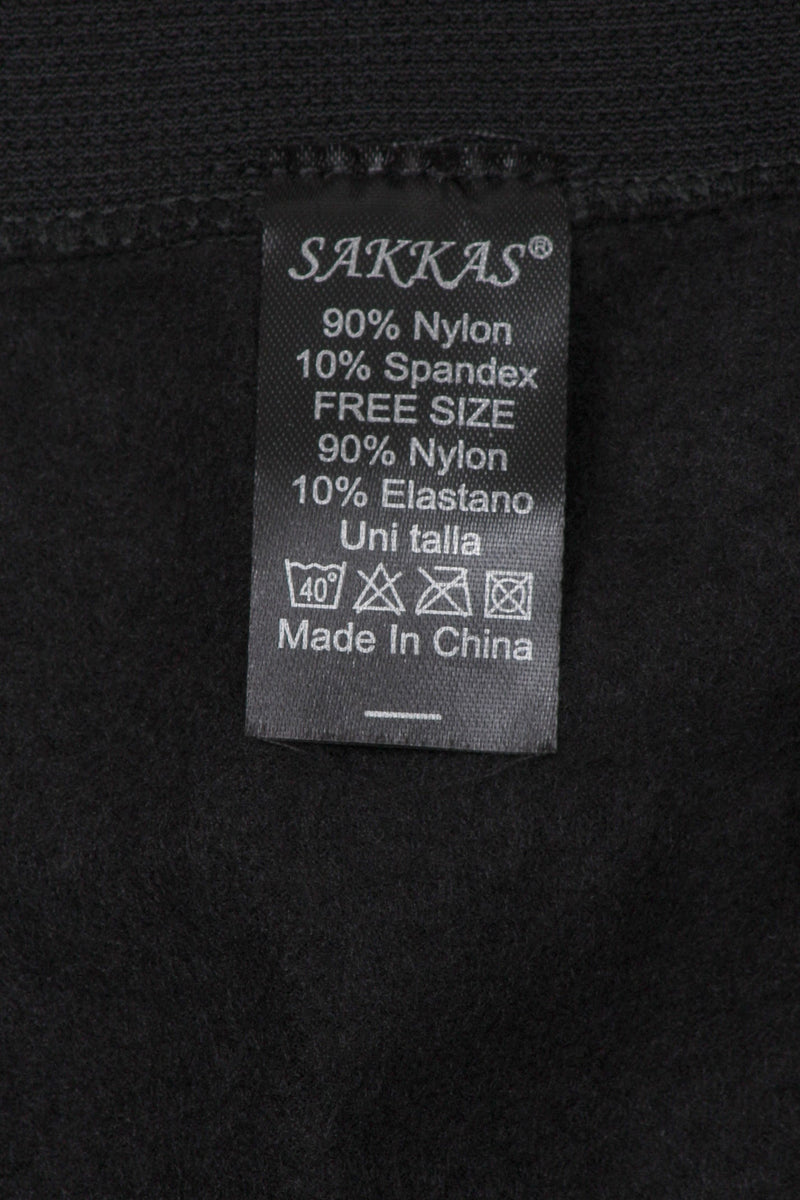 SAKKAS®
90% Nylon
10% Spandex
FREE SIZE
90% Nylon
10% Elastano
Uni talla
40°
Made In China